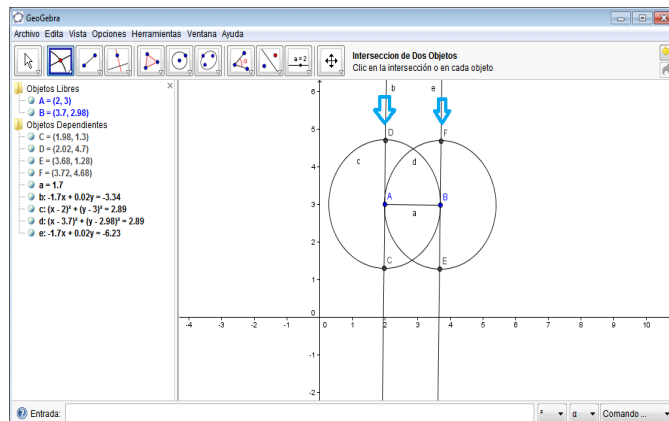 GeoGebra
Archivo Edita Vista Opciones Herramientas Ventana Ayuda
a = 2
Interseccion de Dos Objetos
Clic en la intersección o en cada objeto
Objetos Libres
A = (2, 3)
B = (3.7, 2.98)
Objetos Dependientes
C = (1.98, 1.3)
D = (2.02, 4.7)
E = (3.68, 1.28)
F = (3.72, 4.68)
a = 1.7
b: -1.7x + 0.02y = -3.34
c: (x - 2)² + (y - 3)² = 2.89
d: (x - 3.7)² + (y - 2.98)² = 2.89
e: -1.7x + 0.02y = -6.23
6
b
e
5
D
F
4
c
d
A
B
3
a
2
C
E
1
-4 -3 -2 -1 0 1 2 3 4 5 6 7 8 9 10
-1
-2
Entrada:
²
α
Comando ...